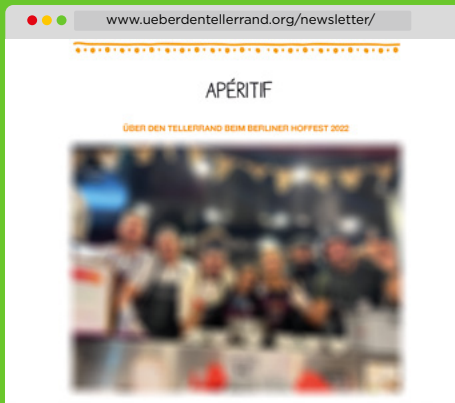 www.ueberdentellerrand.org/newsletter/
APÉRITIF
ÜBER DEN TELLERRAND BEIM BERLINER HOFFEST 2022